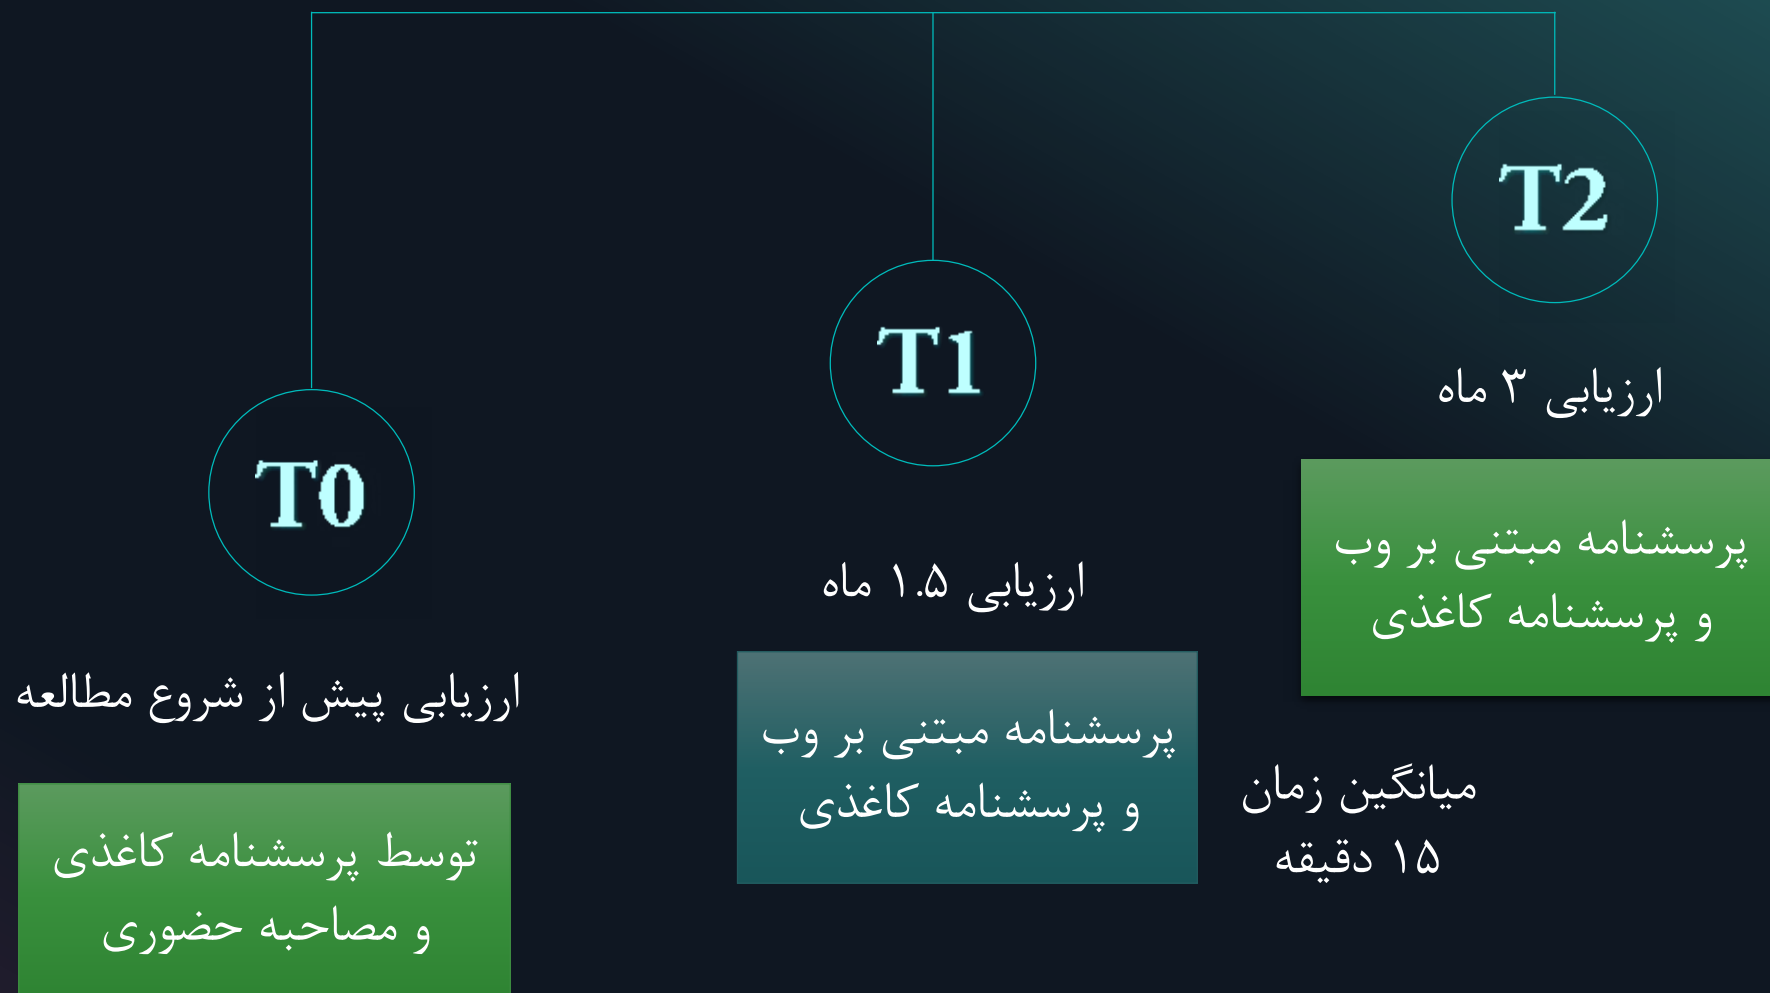 T0
ارزیابی پیش از شروع مطالعه
توسط پرسشنامه کاغذی
و مصاحبه حضوری
T1
ارزیابی ۱.۵ ماه
پرسشنامه مبتنی بر وب
و پرسشنامه کاغذی
T2
ارزیابی ۳ ماه
پرسشنامه مبتنی بر وب
و پرسشنامه کاغذی
میانگین زمان
۱۵ دقیقه